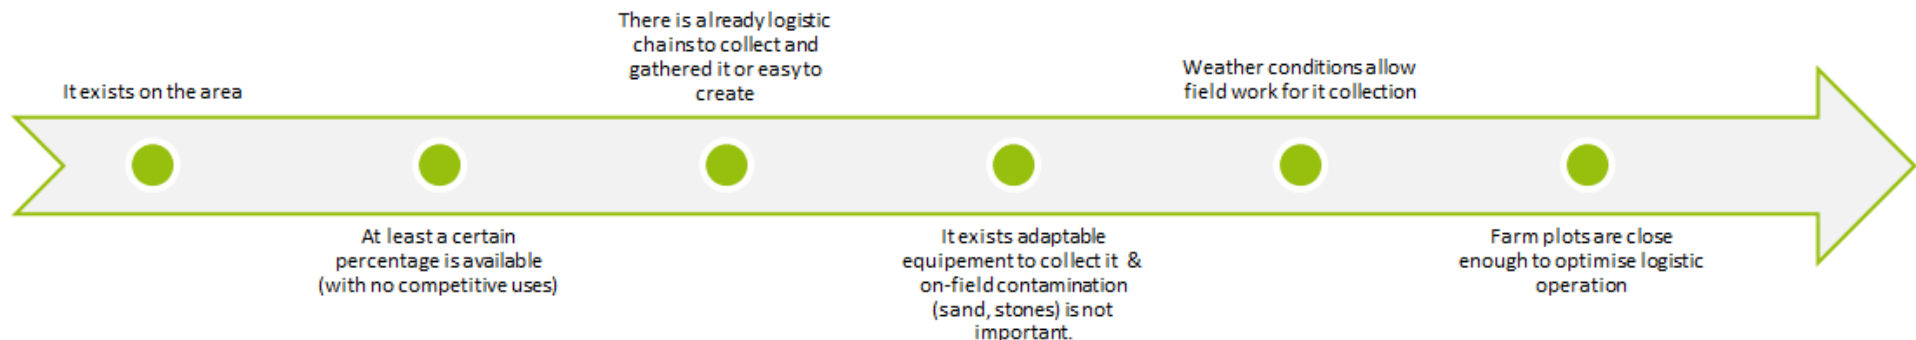 It exists on the area
At least a certain
percentage is available
(with no competitive uses)
There is already logistic
chains to collect and
gathered it or easy to
create
It exists adaptable
equipement to collect it &
on-field contamination
(sand, stones) is not
important.
Weather conditions allow
field work for it collection
Farm plots are close
enough to optimise logistic
operation